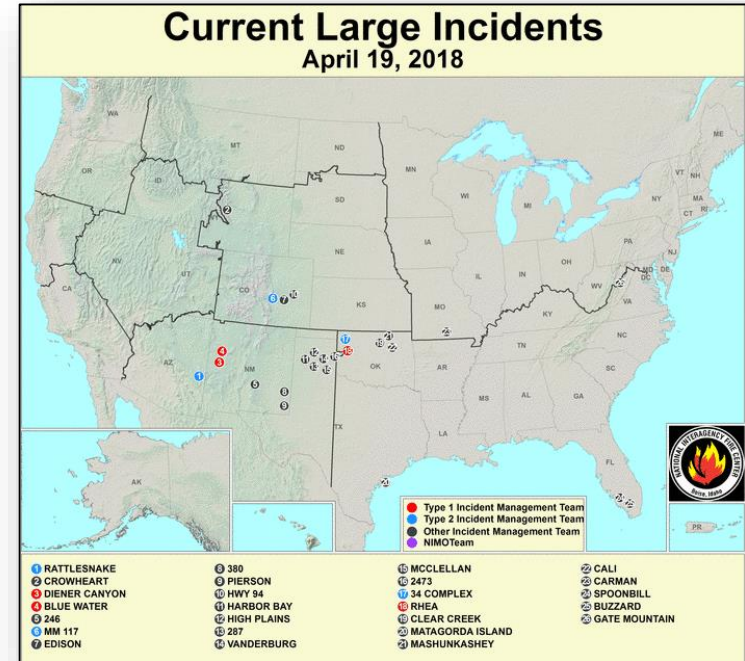 Current Large Incidents
April 19, 2018
WA
MT
ND
MN
ME
OR
ID
SD
WI
MI
VT
NH
NY
MA
CT
RI
NE
IA
PA
NJ
NV
UT
CO
KS
MO
IL
IN
OH
WV
MD
DE
DC
VA
CA
KY
AZ
NM
OK
AR
TN
NC
SC
TX
LA
MS
AL
GA
FL
AK
PR
NATIONAL INTERAGENCY FIRE CENTER
Boise, Idaho
Type 1 Incident Management Team
Type 2 Incident Management Team
Other Incident Management Team
NIMOTeam
1 RATTLESNAKE
2 CROWHEART
3 DIENER CANYON
4 BLUE WATER
5 246
6 MM 117
7 EDISON
8 380
9 PIERSON
10 HWY 94
11 HARBOR BAY
12 HIGH PLAINS
13 287
14 VANDERBURG
15 MCCLELLAN
16 2473
17 34 COMPLEX
18 RHEA
19 CLEAR CREEK
20 MATAGORDA ISLAND
21 MASHUNKASHEY
22 CALI
23 CARMAN
24 SPOONBILL
25 BUZZARD
26 GATE MOUNTAIN